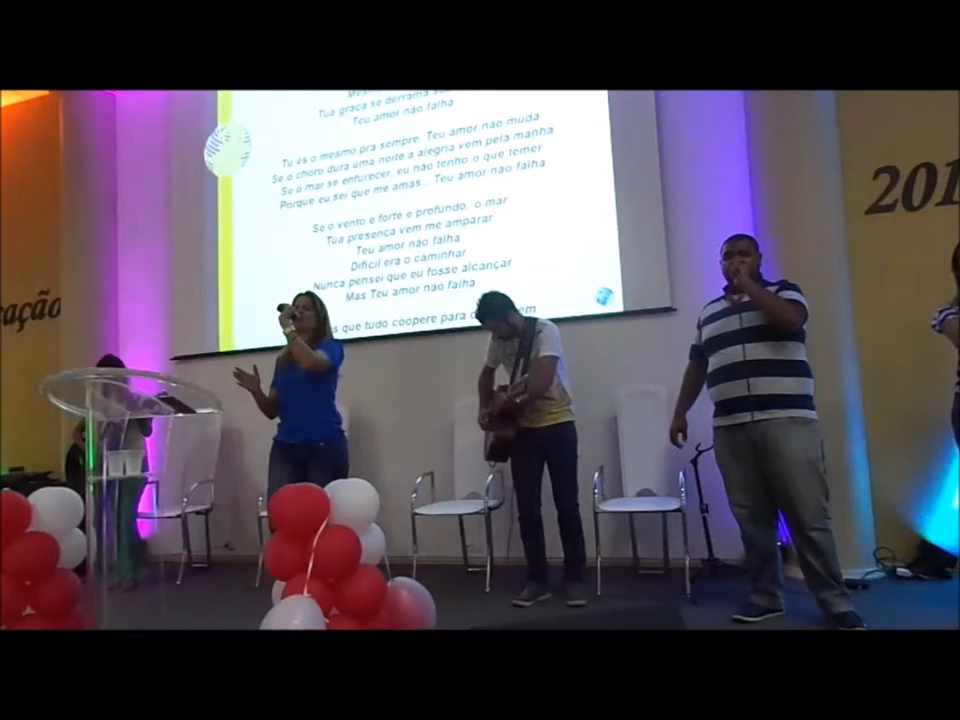 Tua graça se derrama
Teu amor não falha
Tu és o mesmo pra sempre, Teu amor não muda
Se o choro dura uma noite a alegria vem pela manhã
Se o mar se enfurecer, eu não tenho o que temer
Porque eu sei que me amas... Teu amor não falha
Se o vento é forte e profundo, o mar
Tua presença vem me amparar
Teu amor não falha
Difícil era o caminhar
Nunca pensei que eu fosse alcançar
Mas Teu amor não falha
que tudo coopere para o
ração
201